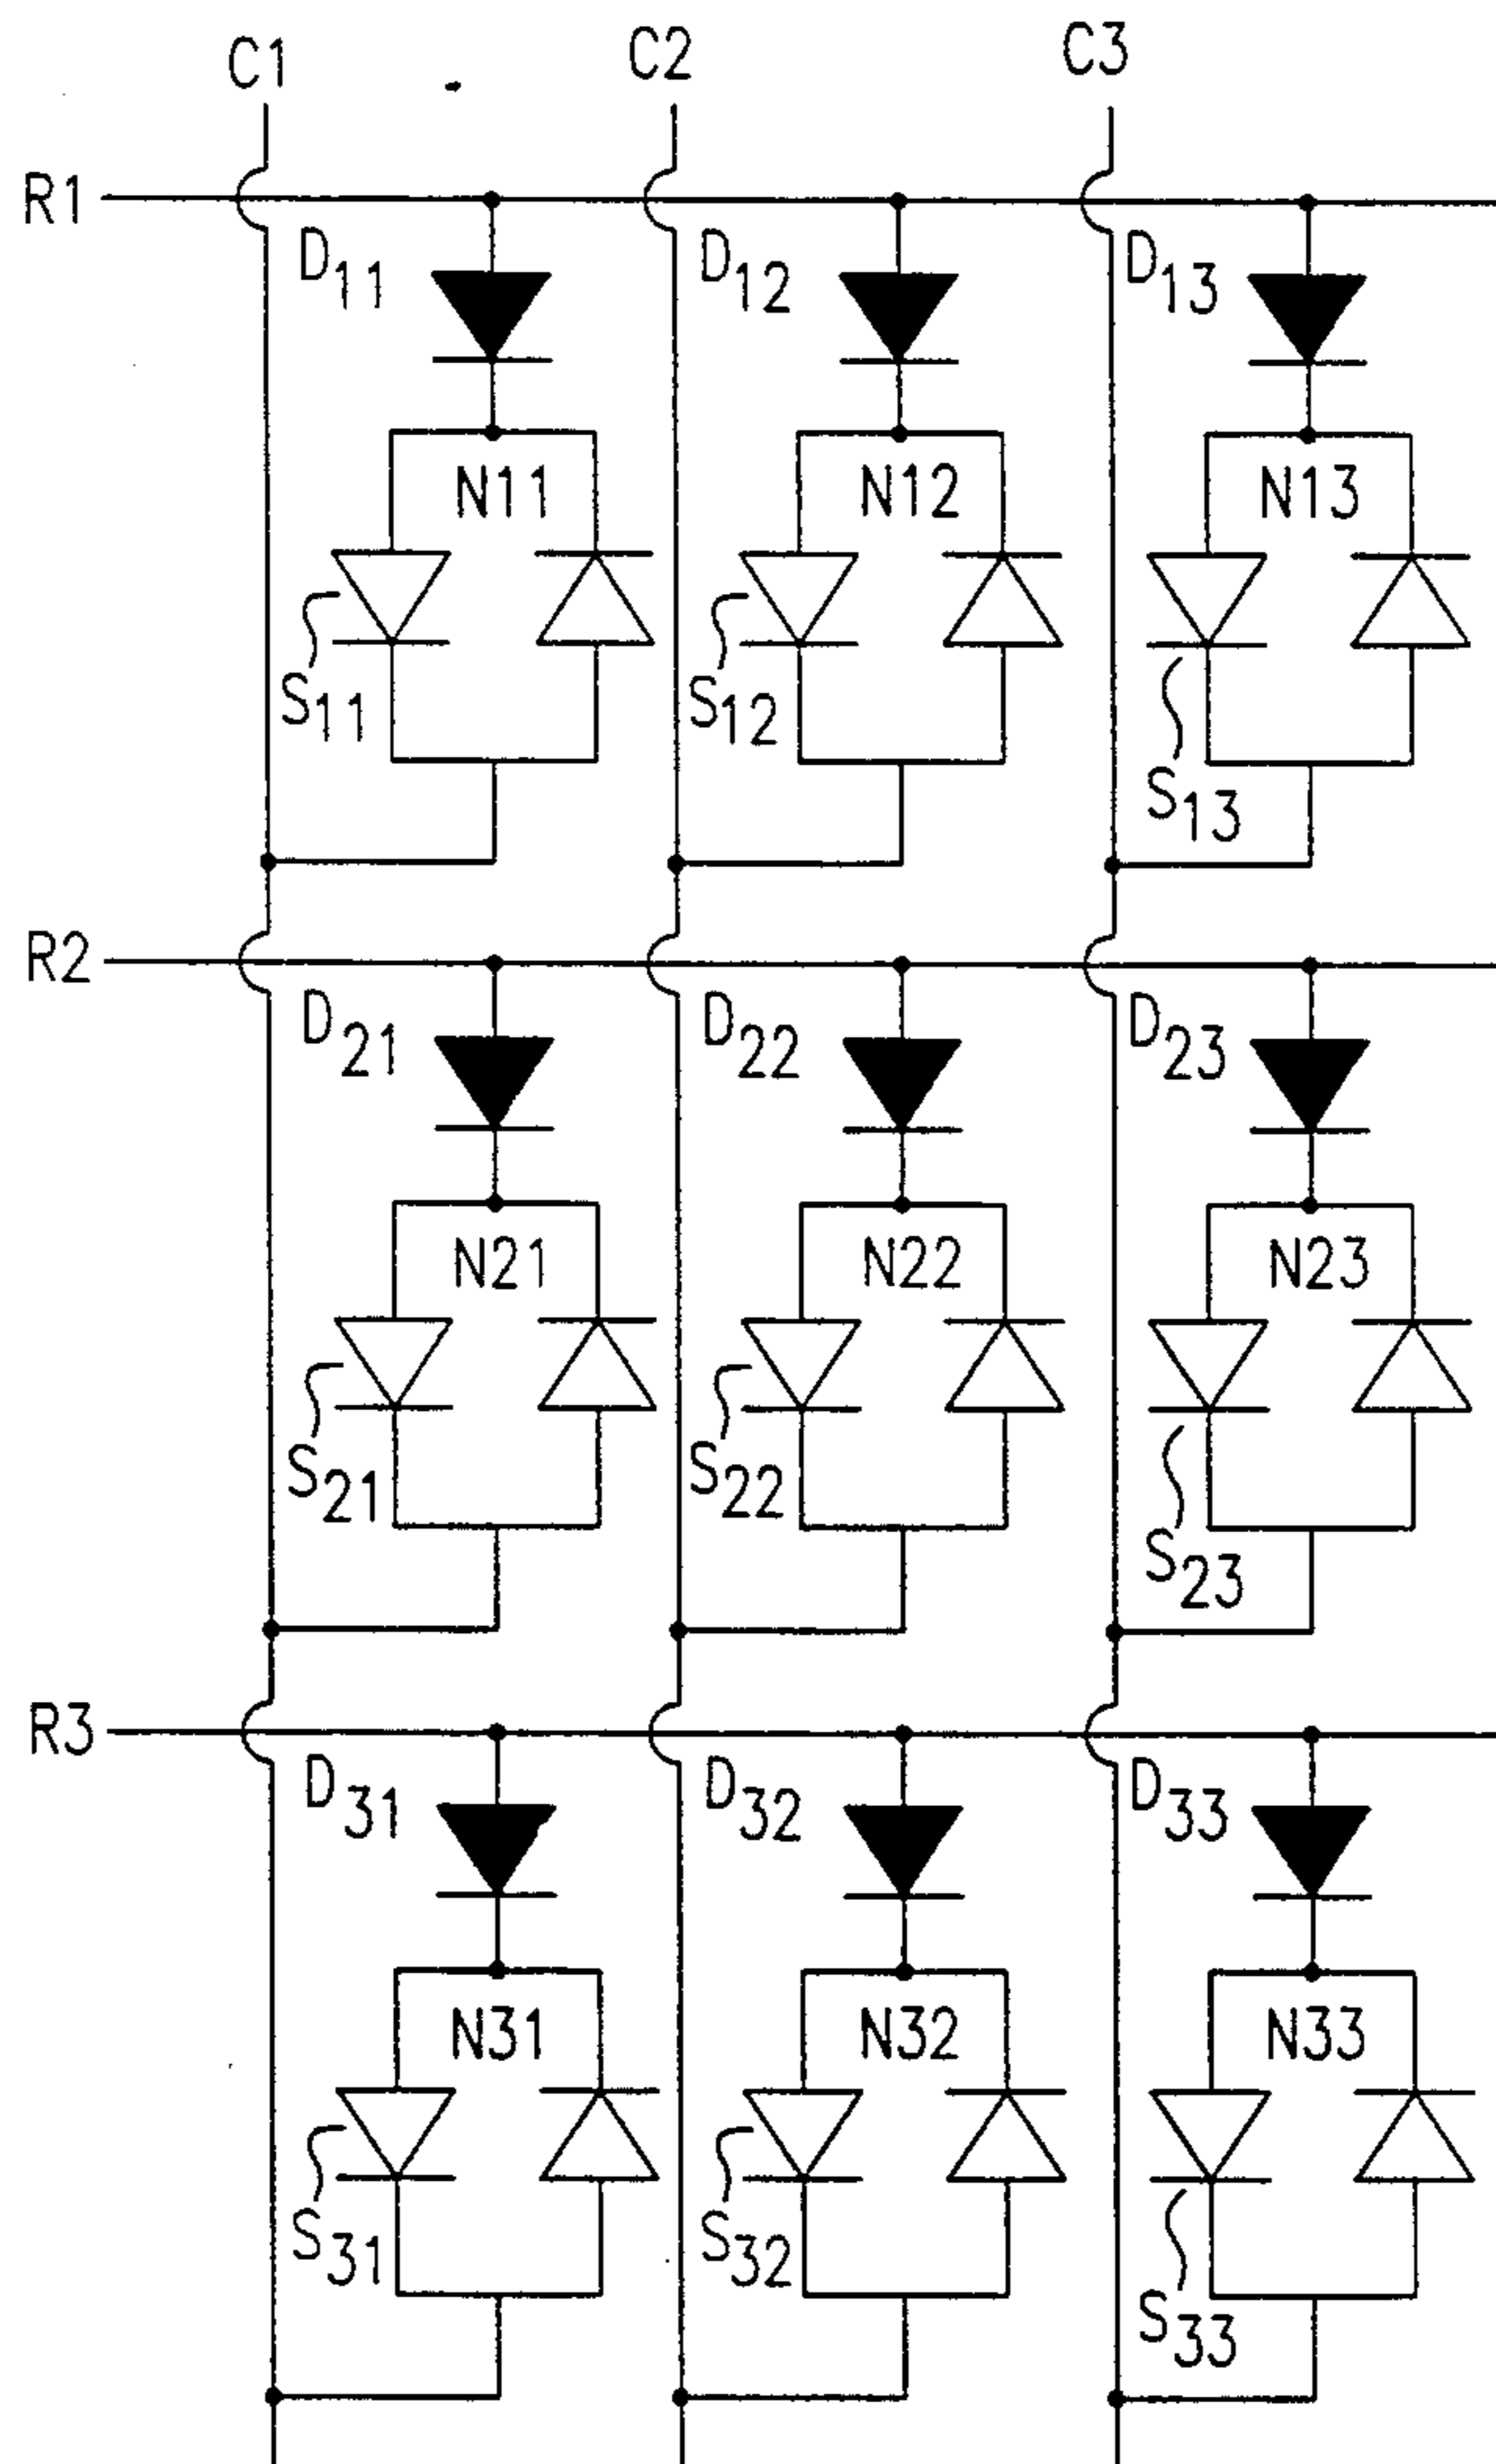 C1 C2 C3
R1
D11 D12 D13
N11 N12 N13
S11 S12 S13
R2
D21 D22 D23
N21 N22 N23
S21 S22 S23
R3
D31 D32 D33
N31 N32 N33
S31 S32 S33